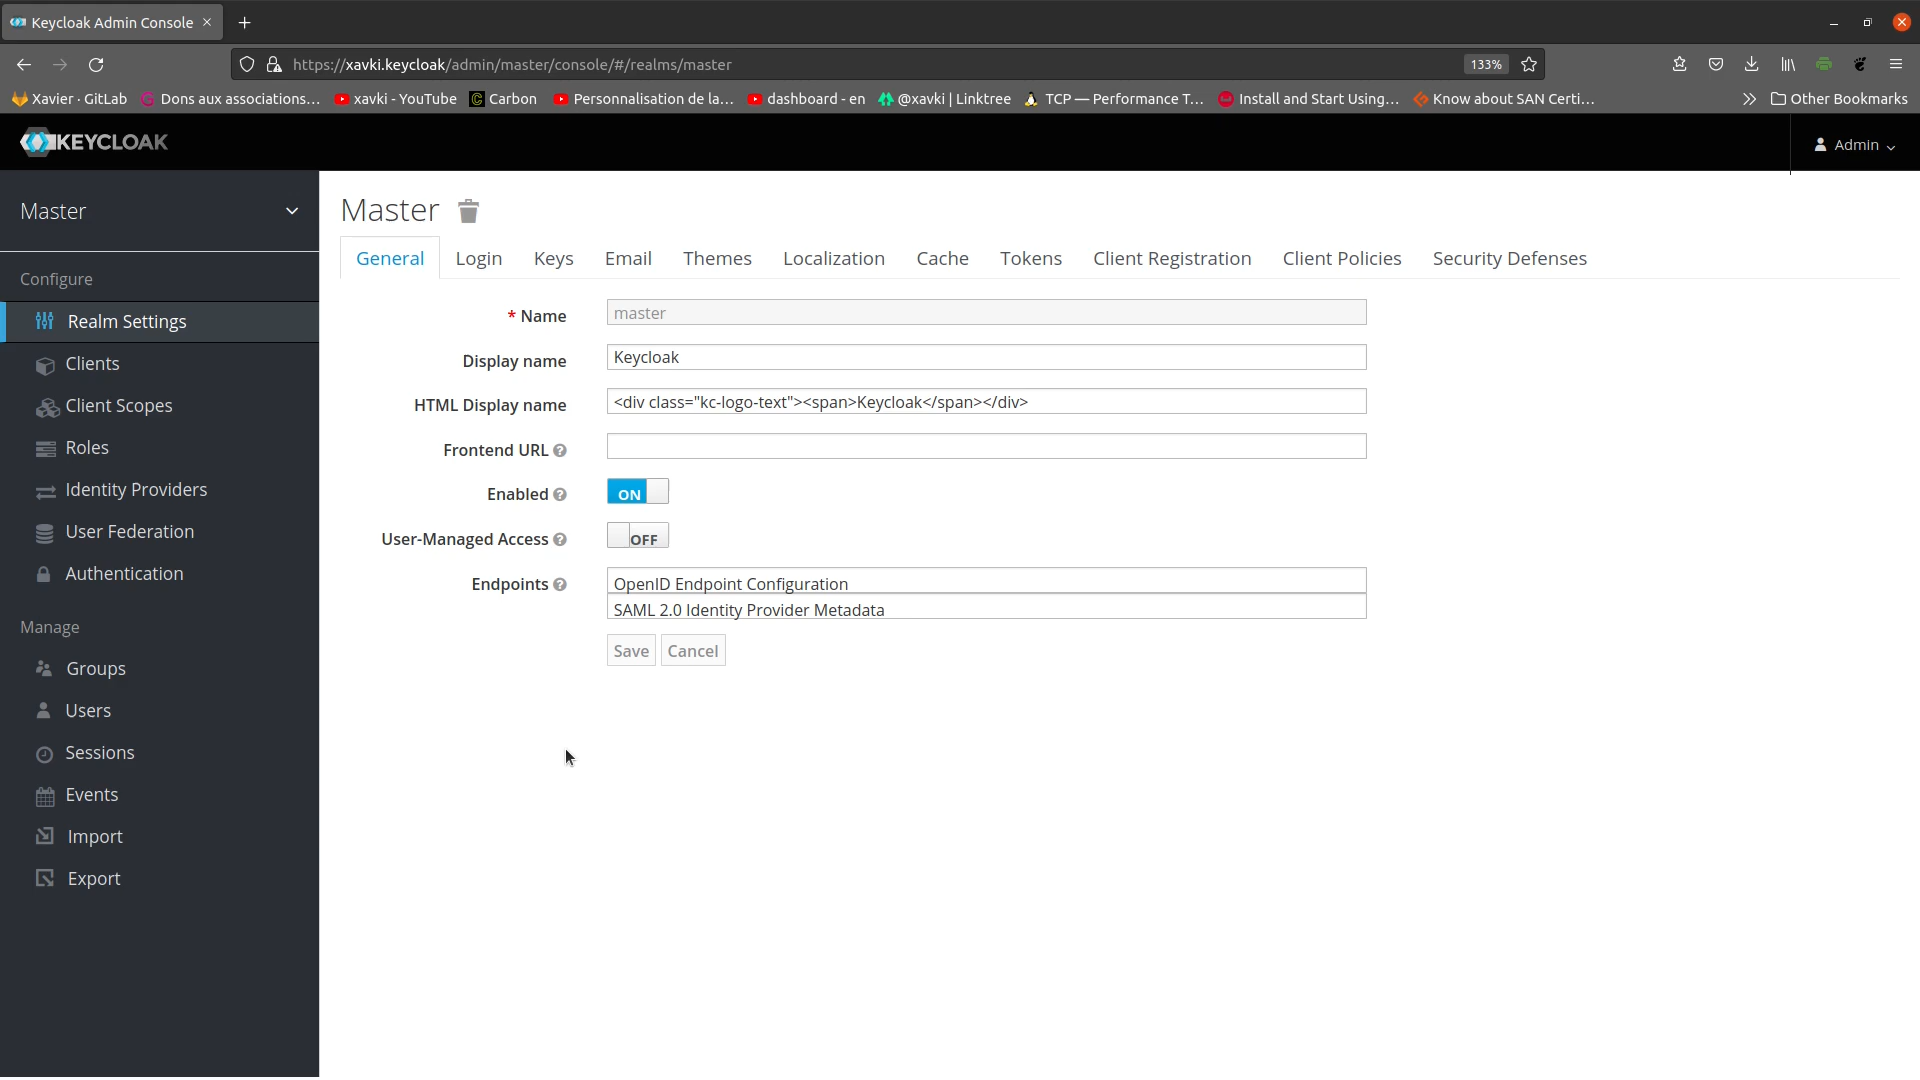 Keycloak Admin Console
https://xavki.keycloak/admin/master/console/#/realms/master
133%
Xavier · GitLab
Dons aux associations...
xavki - YouTube
Carbon
Personnalisation de la...
dashboard - en
@xavki | Linktree
TCP — Performance T...
Install and Start Using...
Know about SAN Certi...
Other Bookmarks
KEYCLOAK
Admin
Master
Configure
Realm Settings
Clients
Client Scopes
Roles
Identity Providers
User Federation
Authentication
Manage
Groups
Users
Sessions
Events
Import
Export
Master
General Login Keys Email Themes Localization Cache Tokens Client Registration Client Policies Security Defenses
* Name master
Display name Keycloak
HTML Display name <div class="kc-logo-text"><span>Keycloak</span></div>
Frontend URL
Enabled ON
User-Managed Access OFF
Endpoints OpenID Endpoint Configuration
SAML 2.0 Identity Provider Metadata
Save Cancel